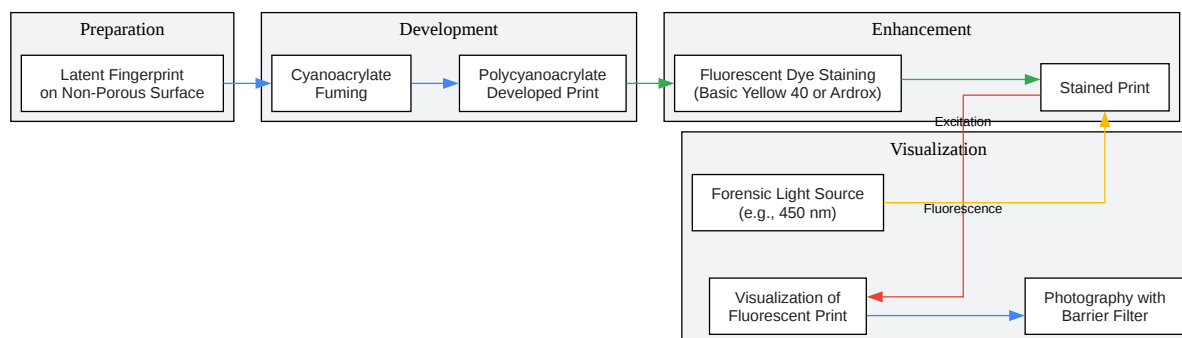 Preparation
Latent Fingerprint
on Non-Porous Surface
Development
Cyanoacrylate
Fuming
Polycyanoacrylate
Developed Print
Enhancement
Fluorescent Dye Staining
(Basic Yellow 40 or Ardrox)
Stained Print
Excitation
Visualization
Forensic Light Source
(e.g., 450 nm)
Fluorescence
Visualization of
Fluorescent Print
Photography with
Barrier Filter